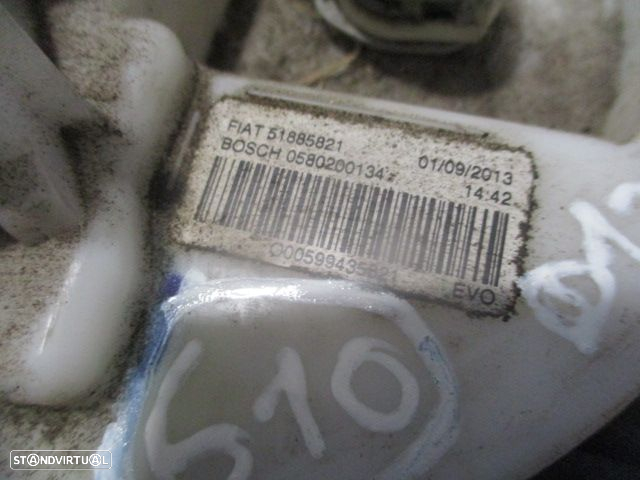 FIAT 51885821
BOSCH 0580200134
01/09/2013
14:42
EVO
510
STANDVIRTUAL